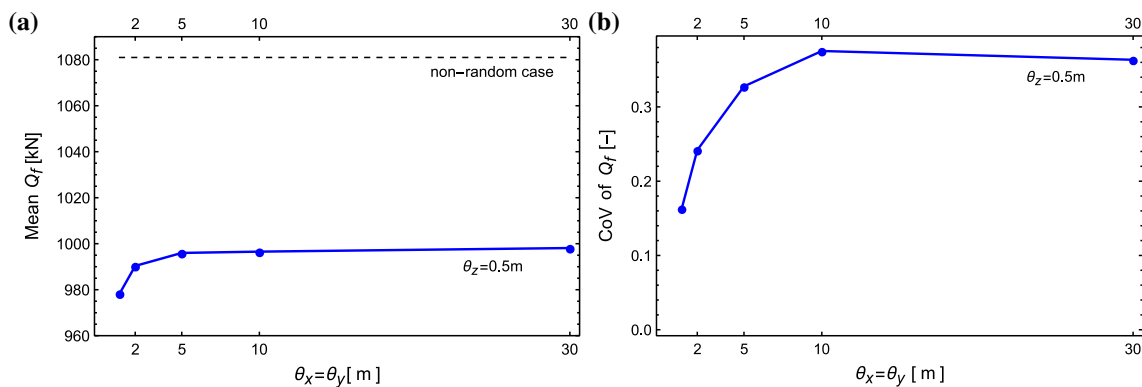 (a)
2 5 10 30
1080
1060
1040
1020
1000
980
960
Mean Q_f [kN]
non-random case
θ_z=0.5m
2 5 10 30
θ_x=θ_y[ m ]
(b)
2 5 10 30
0.3
0.2
0.1
0.0
CoV of Q_f [-]
θ_z=0.5m
2 5 10 30
θ_x=θ_y[ m ]